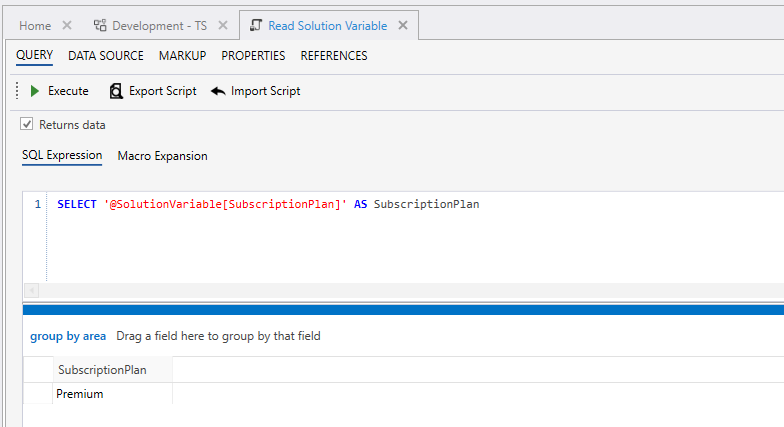 Home Development - TS Read Solution Variable
QUERY DATA SOURCE MARKUP PROPERTIES REFERENCES
Execute Export Script Import Script
Returns data
SQL Expression Macro Expansion
1 SELECT '@SolutionVariable[SubscriptionPlan]' AS SubscriptionPlan
group by area Drag a field here to group by that field
SubscriptionPlan
Premium